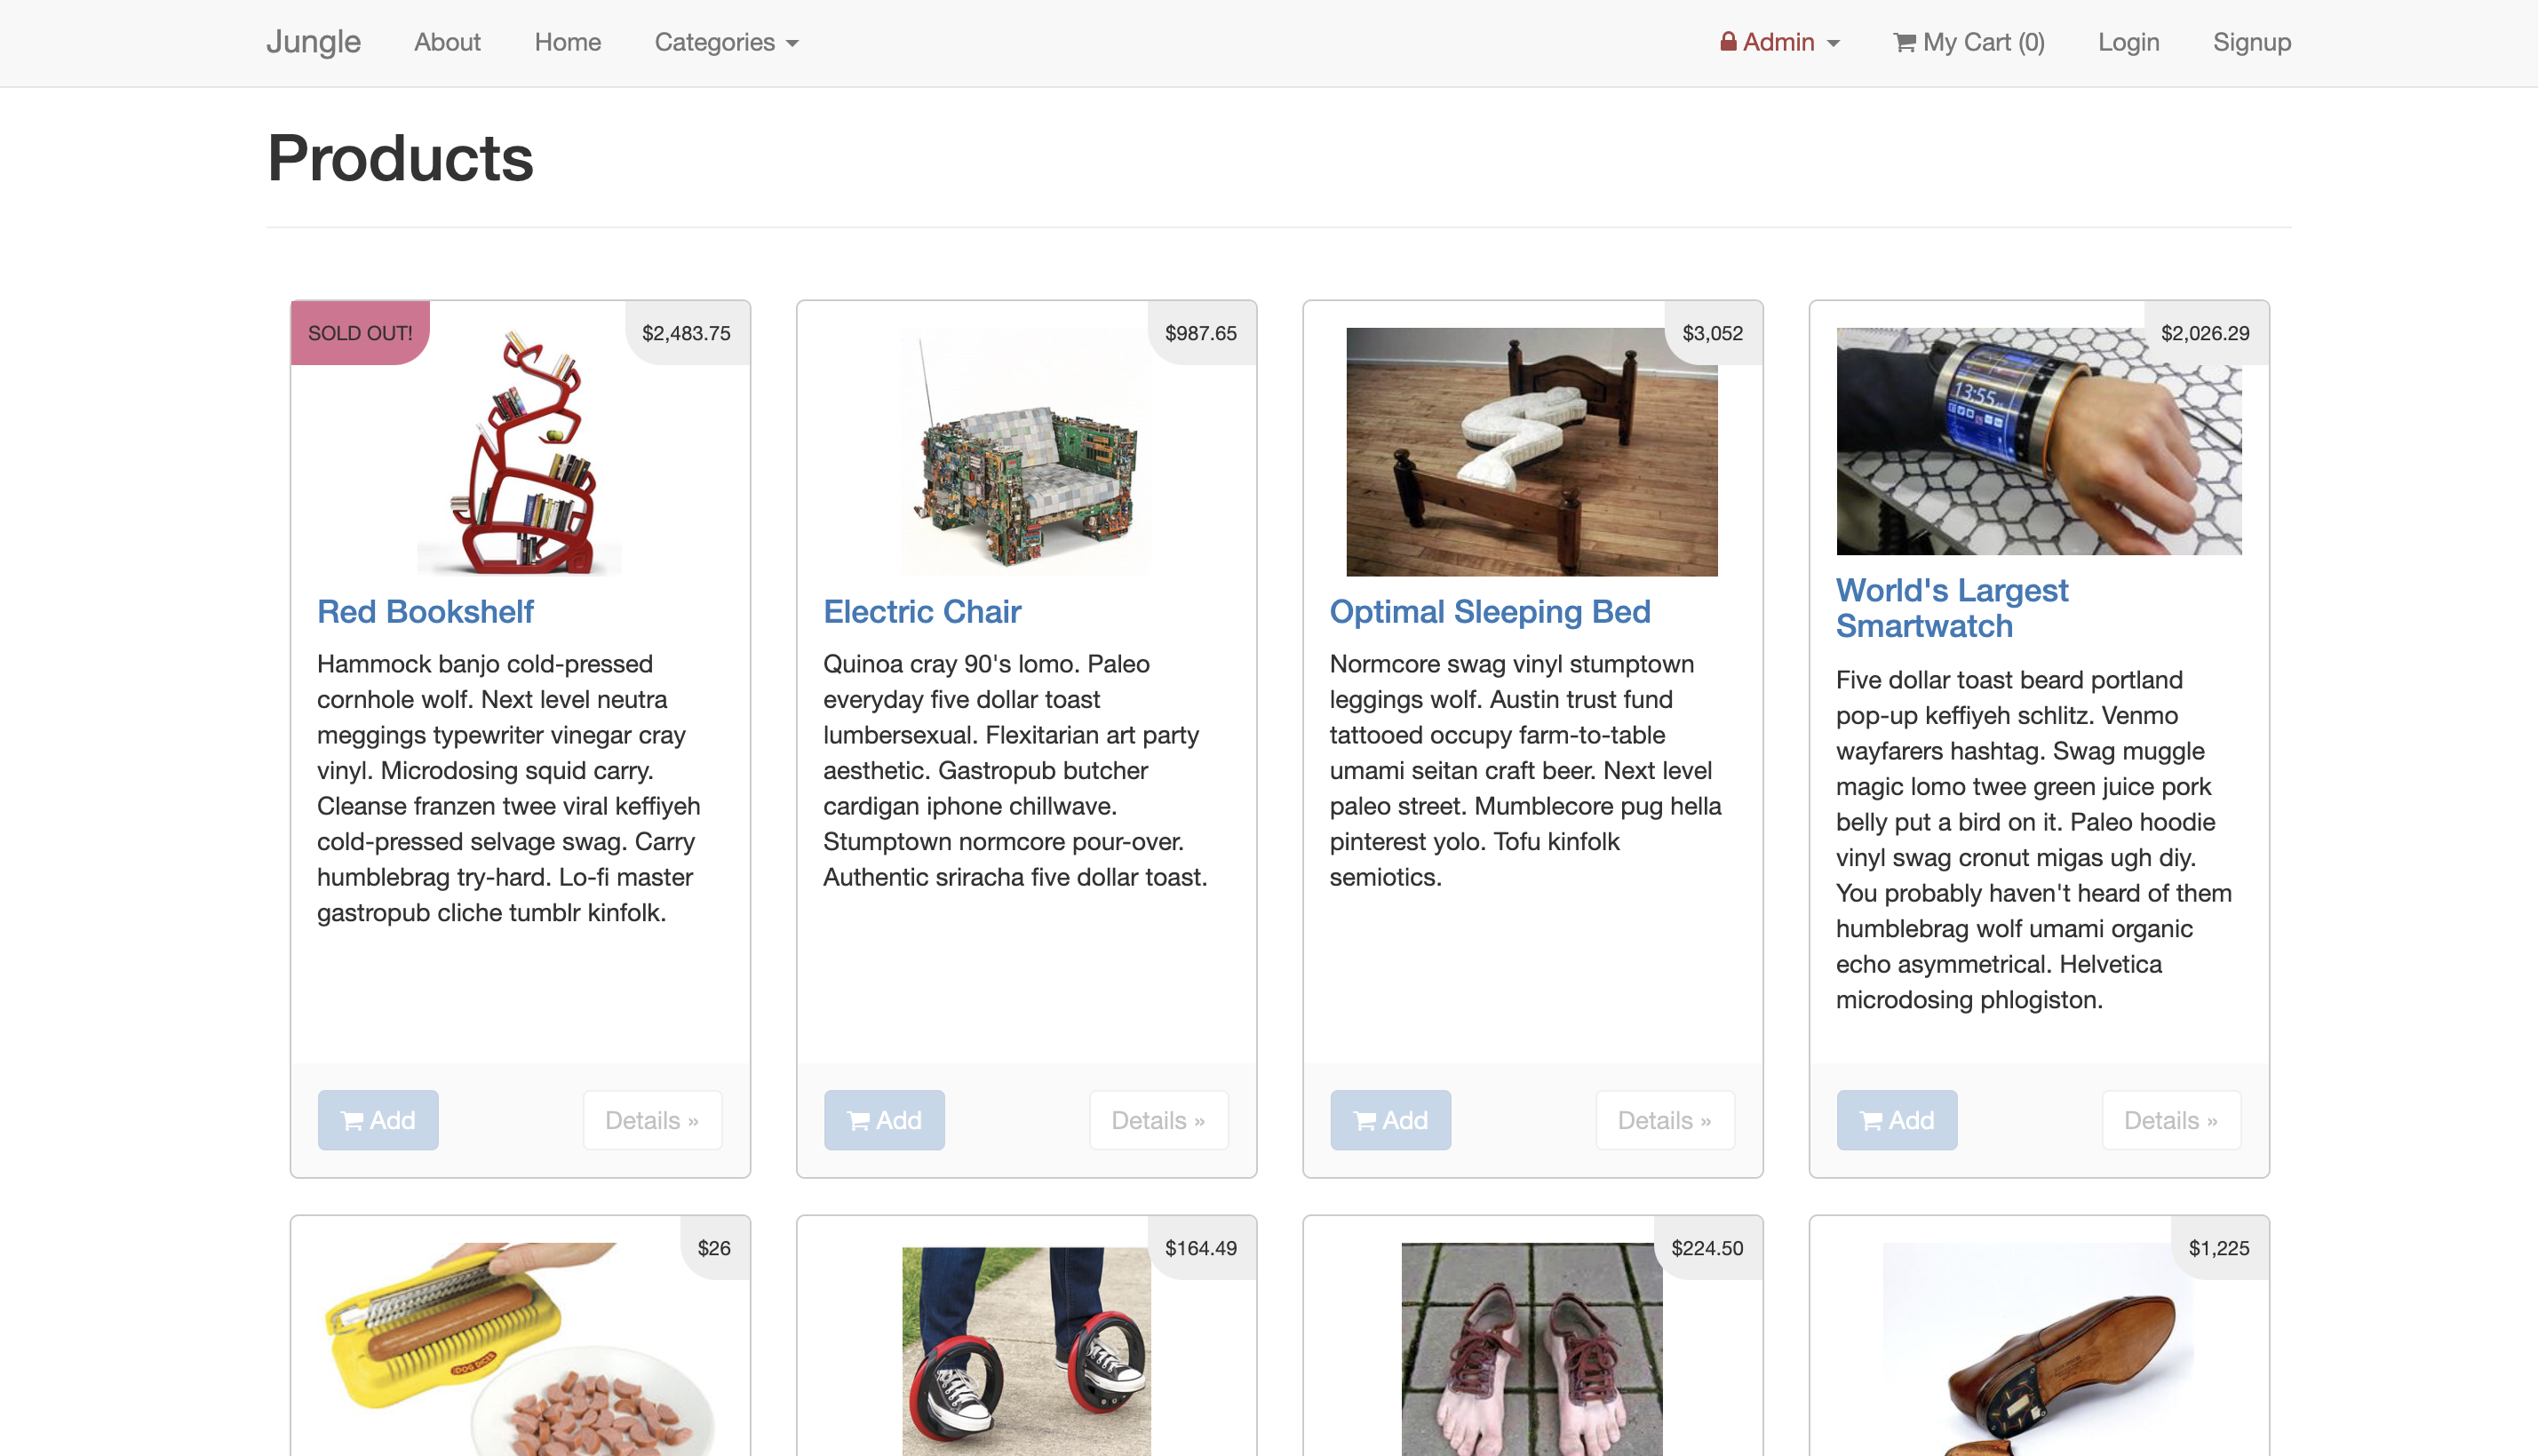 Jungle About Home Categories Admin My Cart (0) Login Signup
Products
SOLD OUT!
$2,483.75
Red Bookshelf
Hammock banjo cold-pressed
cornhole wolf. Next level neutra
meggings typewriter vinegar cray
vinyl. Microdosing squid carry.
Cleanse franzen twee viral keffiyeh
cold-pressed selvage swag. Carry
humblebrag try-hard. Lo-fi master
gastropub cliche tumblr kinfolk.
Add Details »
$987.65
Electric Chair
Quinoa cray 90's lomo. Paleo
everyday five dollar toast
lumbersexual. Flexitarian art party
aesthetic. Gastropub butcher
cardigan iphone chillwave.
Stumptown normcore pour-over.
Authentic sriracha five dollar toast.
Add Details »
$3,052
Optimal Sleeping Bed
Normcore swag vinyl stumptown
leggings wolf. Austin trust fund
tattooed occupy farm-to-table
umami seitan craft beer. Next level
paleo street. Mumblecore pug hella
pinterest yolo. Tofu kinfolk
semiotics.
Add Details »
$2,026.29
13:55
World's Largest
Smartwatch
Five dollar toast beard portland
pop-up keffiyeh schlitz. Venmo
wayfarers hashtag. Swag muggle
magic lomo twee green juice pork
belly put a bird on it. Paleo hoodie
vinyl swag cronut migas ugh diy.
You probably haven't heard of them
humblebrag wolf umami organic
echo asymmetrical. Helvetica
microdosing phlogiston.
Add Details »
$26
DOG DICER
$164.49
$224.50
$1,225